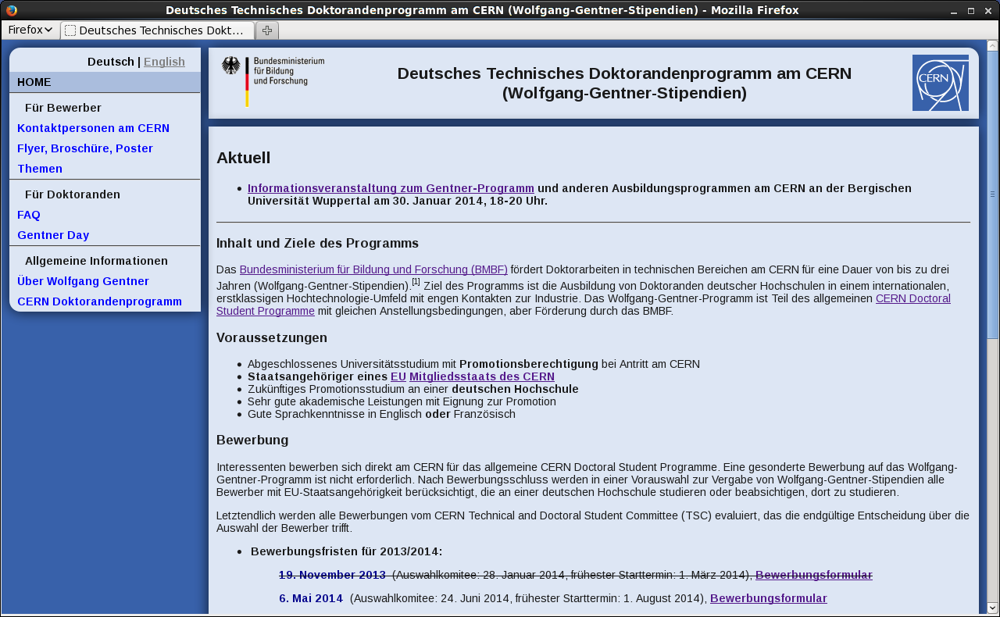 Deutsches Technisches Doktorandenprogramm am CERN (Wolfgang-Gentner-Stipendien) - Mozilla Firefox
Firefox
Deutsches Technisches Dokt...
Deutsch | English
HOME
Für Bewerber
Kontaktpersonen am CERN
Flyer, Broschüre, Poster
Themen
Für Doktoranden
FAQ
Gentner Day
Allgemeine Informationen
Über Wolfgang Gentner
CERN Doktorandenprogramm
Bundesministerium
für Bildung
und Forschung
Deutsches Technisches Doktorandenprogramm am CERN
(Wolfgang-Gentner-Stipendien)
CERN
Aktuell
• Informationsveranstaltung zum Gentner-Programm und anderen Ausbildungsprogrammen am CERN an der Bergischen
Universität Wuppertal am 30. Januar 2014, 18-20 Uhr.
Inhalt und Ziele des Programms
Das Bundesministerium für Bildung und Forschung (BMBF) fördert Doktorarbeiten in technischen Bereichen am CERN für eine Dauer von bis zu drei
Jahren (Wolfgang-Gentner-Stipendien).[1] Ziel des Programms ist die Ausbildung von Doktoranden deutscher Hochschulen in einem internationalen,
erstklassigen Hochtechnologie-Umfeld mit engen Kontakten zur Industrie. Das Wolfgang-Gentner-Programm ist Teil des allgemeinen CERN Doctoral
Student Programme mit gleichen Anstellungsbedingungen, aber Förderung durch das BMBF.
Voraussetzungen
• Abgeschlossenes Universitätsstudium mit Promotionsberechtigung bei Antritt am CERN
• Staatsangehöriger eines EU Mitgliedsstaats des CERN
• Zukünftiges Promotionsstudium an einer deutschen Hochschule
• Sehr gute akademische Leistungen mit Eignung zur Promotion
• Gute Sprachkenntnisse in Englisch oder Französisch
Bewerbung
Interessenten bewerben sich direkt am CERN für das allgemeine CERN Doctoral Student Programme. Eine gesonderte Bewerbung auf das Wolfgang-
Gentner-Programm ist nicht erforderlich. Nach Bewerbungsschluss werden in einer Vorauswahl zur Vergabe von Wolfgang-Gentner-Stipendien alle
Bewerber mit EU-Staatsangehörigkeit berücksichtigt, die an einer deutschen Hochschule studieren oder beabsichtigen, dort zu studieren.
Letztendlich werden alle Bewerbungen vom CERN Technical and Doctoral Student Committee (TSC) evaluiert, das die endgültige Entscheidung über die
Auswahl der Bewerber trifft.
• Bewerbungsfristen für 2013/2014:
19. November 2013 (Auswahlkomitee: 28. Januar 2014, frühester Starttermin: 1. März 2014), Bewerbungsformular
6. Mai 2014 (Auswahlkomitee: 24. Juni 2014, frühester Starttermin: 1. August 2014), Bewerbungsformular